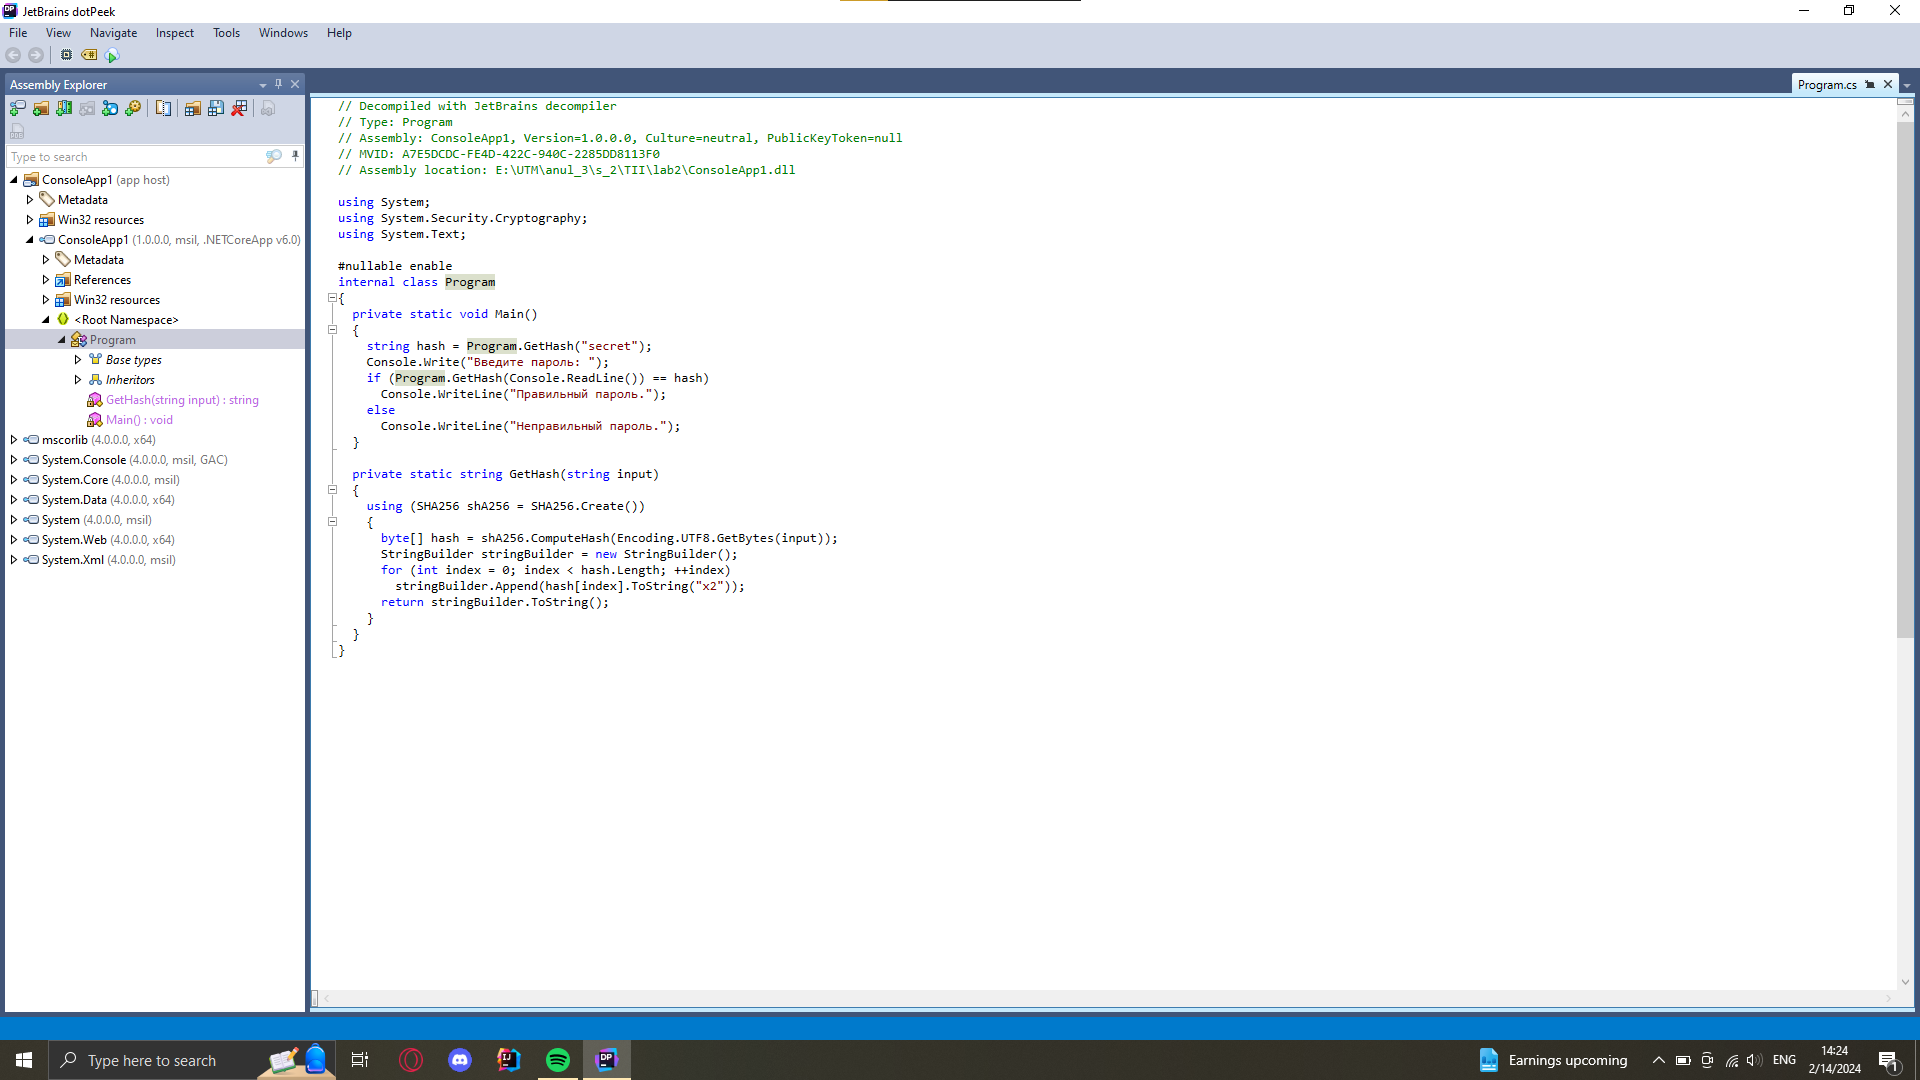 JetBrains dotPeek
File View Navigate Inspect Tools Windows Help
Assembly Explorer
Type to search
ConsoleApp1 (app host)
Metadata
Win32 resources
ConsoleApp1 (1.0.0.0, msil, .NETCoreApp v6.0)
Metadata
References
Win32 resources
<Root Namespace>
Program
Base types
Inheritors
GetHash(string input) : string
Main() : void
mscorlib (4.0.0.0, x64)
System.Console (4.0.0.0, msil, GAC)
System.Core (4.0.0.0, msil)
System.Data (4.0.0.0, x64)
System (4.0.0.0, msil)
System.Web (4.0.0.0, x64)
System.Xml (4.0.0.0, msil)
Program.cs
// Decompiled with JetBrains decompiler
// Type: Program
// Assembly: ConsoleApp1, Version=1.0.0.0, Culture=neutral, PublicKeyToken=null
// MVID: A7E5DCDC-FE4D-422C-940C-2285DD8113F0
// Assembly location: E:\UTM\anul_3\s_2\TII\lab2\ConsoleApp1.dll
using System;
using System.Security.Cryptography;
using System.Text;
#nullable enable
internal class Program
{
private static void Main()
{
string hash = Program.GetHash("secret");
Console.Write("Введите пароль: ");
if (Program.GetHash(Console.ReadLine()) == hash)
Console.WriteLine("Правильный пароль.");
else
Console.WriteLine("Неправильный пароль.");
}
private static string GetHash(string input)
{
using (SHA256 shA256 = SHA256.Create())
{
byte[] hash = shA256.ComputeHash(Encoding.UTF8.GetBytes(input));
StringBuilder stringBuilder = new StringBuilder();
for (int index = 0; index < hash.Length; ++index)
stringBuilder.Append(hash[index].ToString("x2"));
return stringBuilder.ToString();
}
}
}
Type here to search
IJ
DP
Earnings upcoming
ENG
14:24
2/14/2024
1